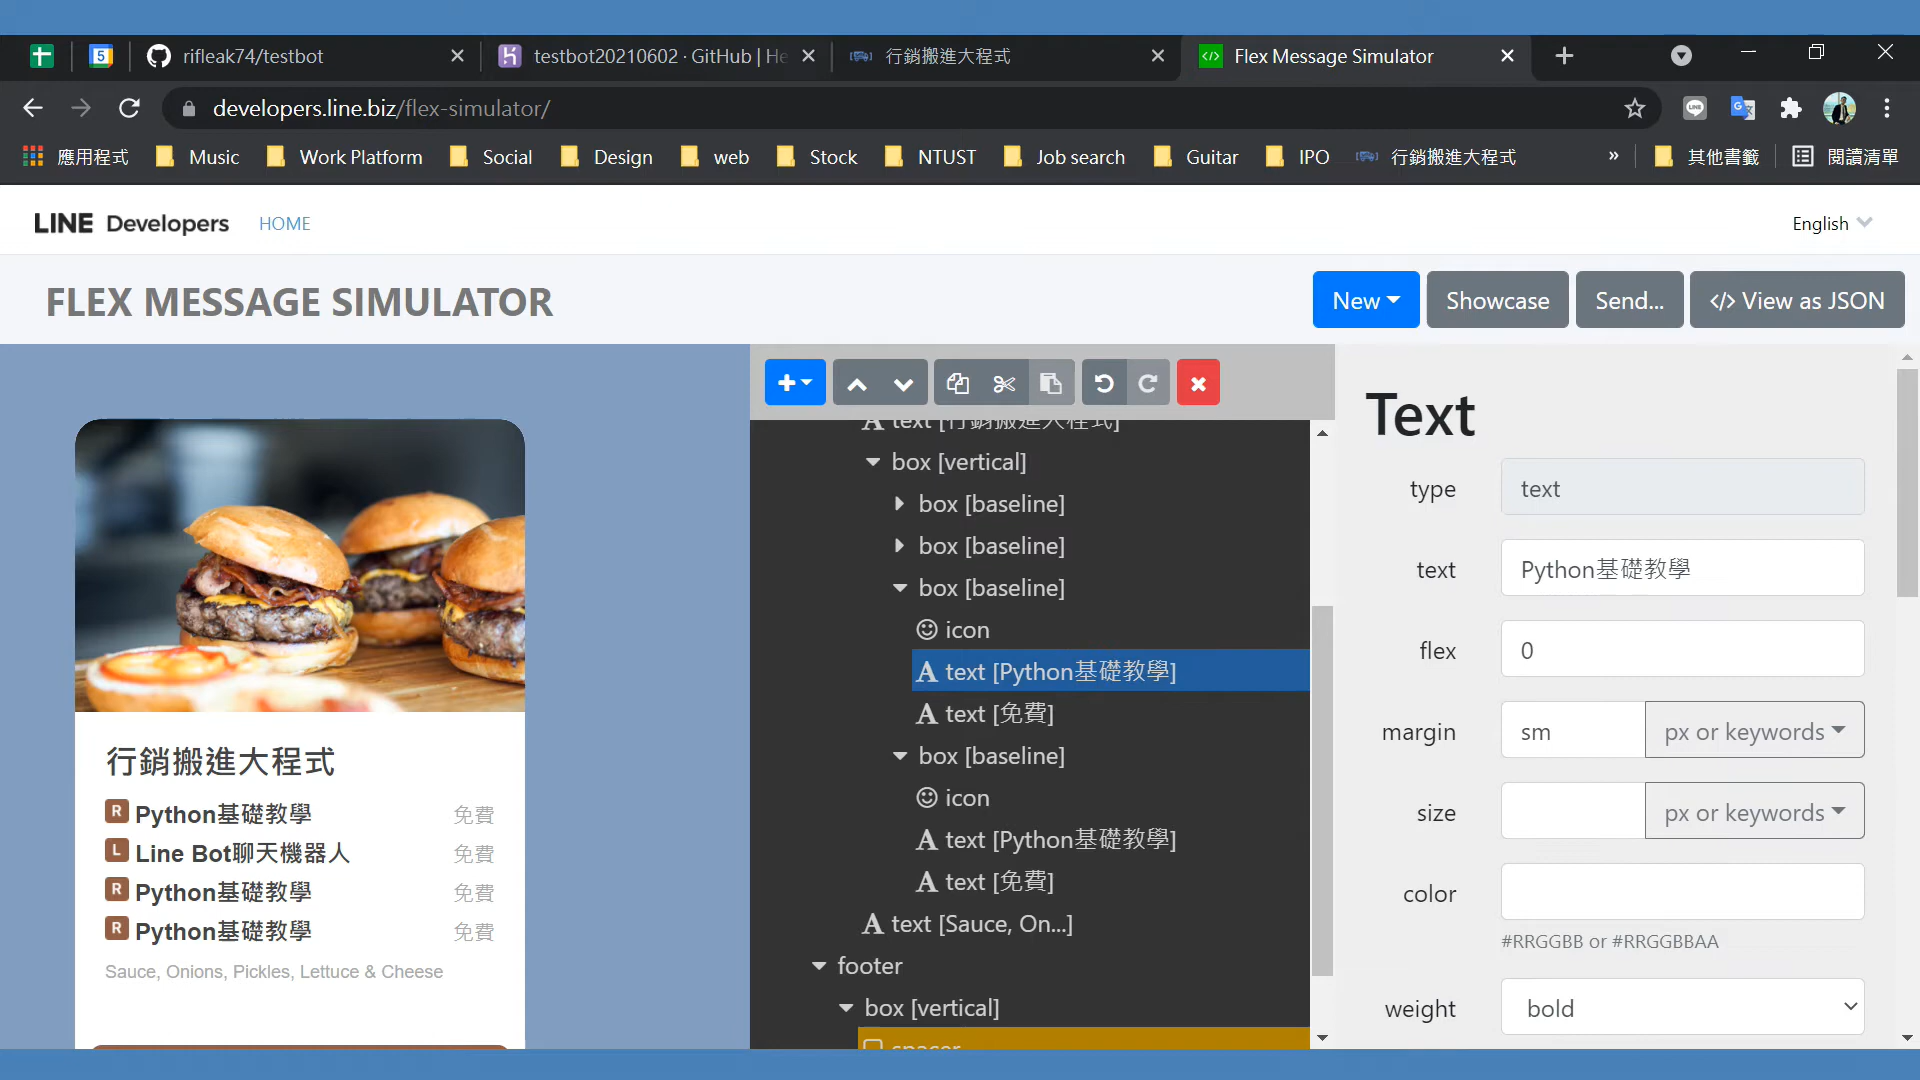 rifleak74/testbot
testbot20210602 · GitHub | He
行銷搬進大程式
Flex Message Simulator
developers.line.biz/flex-simulator/
應用程式
Music
Work Platform
Social
Design
web
Stock
NTUST
Job search
Guitar
IPO
行銷搬進大程式
»
其他書籤
閱讀清單
LINE Developers
HOME
English
FLEX MESSAGE SIMULATOR
New
Showcase
Send...
</> View as JSON
行銷搬進大程式
R Python基礎教學 免費
L Line Bot聊天機器人 免費
R Python基礎教學 免費
R Python基礎教學 免費
Sauce, Onions, Pickles, Lettuce & Cheese
text [行銷搬進大程式]
box [vertical]
box [baseline]
box [baseline]
box [baseline]
icon
A text [Python基礎教學]
A text [免費]
box [baseline]
icon
A text [Python基礎教學]
A text [免費]
A text [Sauce, On...]
footer
box [vertical]
spacer
Text
type text
text Python基礎教學
flex 0
margin sm px or keywords
size px or keywords
color
#RRGGBB or #RRGGBBAA
weight bold